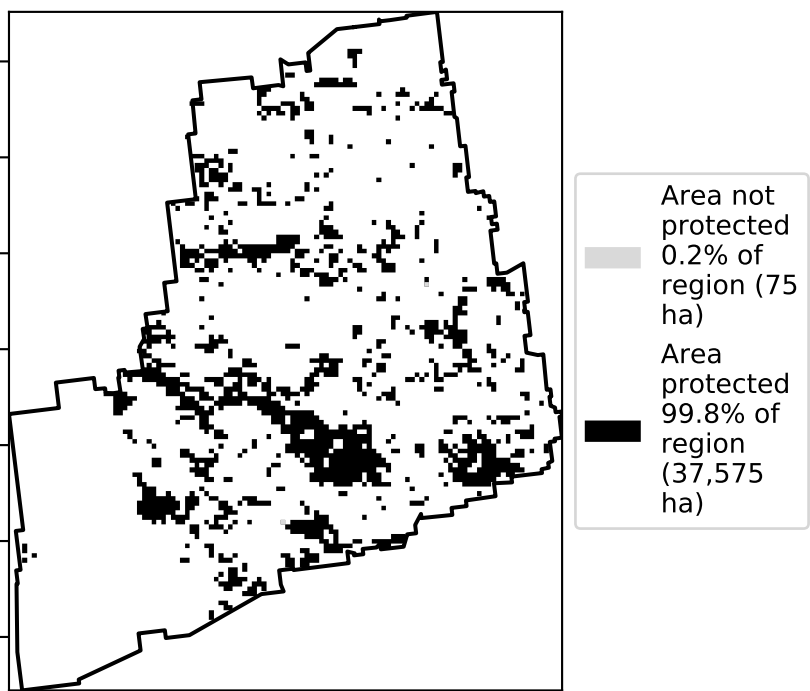 Area not
protected
0.2% of
region (75
ha)
Area
protected
99.8% of
region
(37,575
ha)